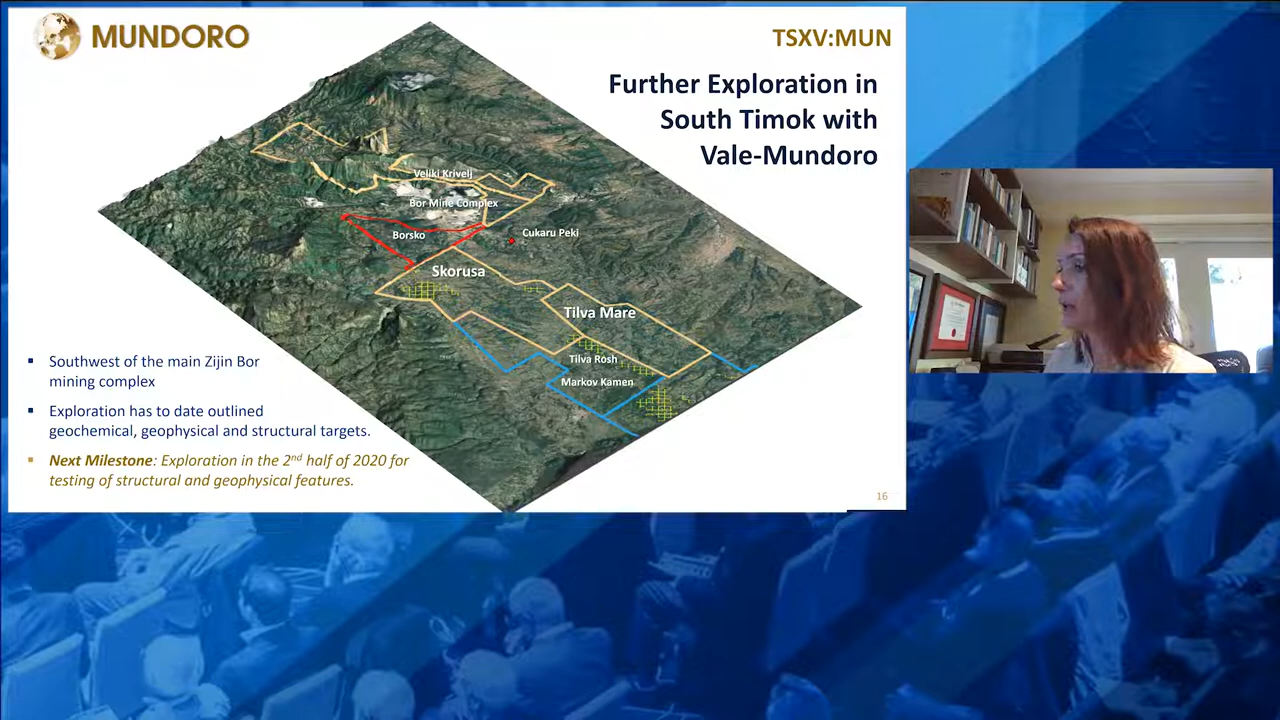 MUNDORO
TSXV:MUN
Further Exploration in
South Timok with
Vale-Mundoro
Veliki Krivelj
Bor Mine Complex
Borsko
Cukaru Peki
Skorusa
Tilva Mare
Tilva Rosh
Markov Kamen
Southwest of the main Zijin Bor
mining complex
Exploration has to date outlined
geochemical, geophysical and structural targets.
Next Milestone: Exploration in the 2nd half of 2020 for
testing of structural and geophysical features.
16